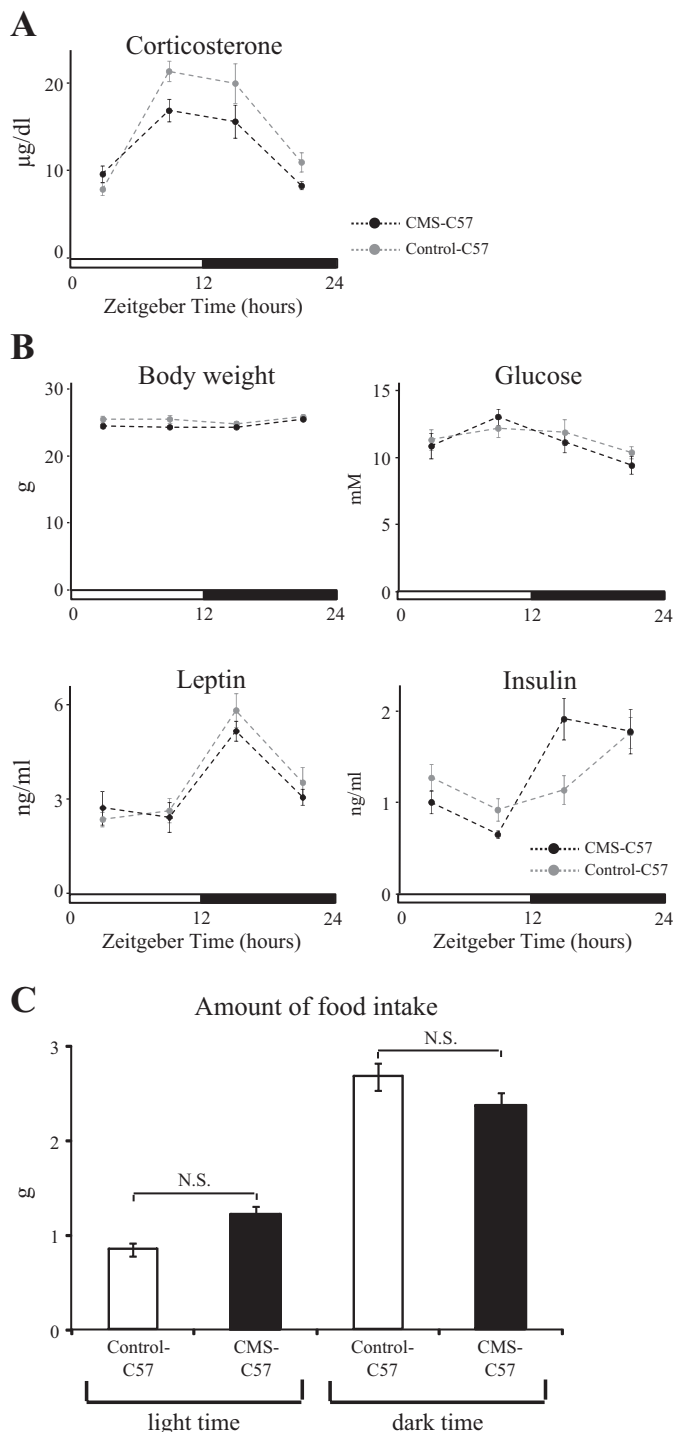 A
Corticosterone
20
10
0
µg/dl
0 12 24
Zeitgeber Time (hours)
CMS-C57
Control-C57
B
Body weight
30
20
10
0
g
0 12 24
Glucose
15
10
5
0
mM
0 12 24
Leptin
6
3
0
ng/ml
0 12 24
Zeitgeber Time (hours)
Insulin
2
1
0
ng/ml
CMS-C57
Control-C57
0 12 24
Zeitgeber Time (hours)
C
Amount of food intake
3
2
1
0
g
N.S.
N.S.
Control-
C57
CMS-
C57
Control-
C57
CMS-
C57
light time
dark time